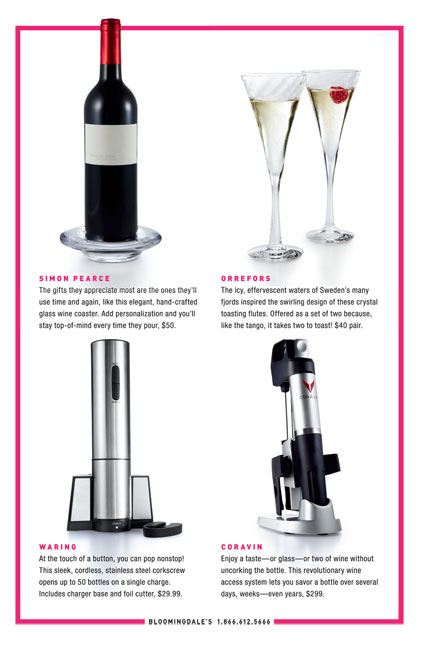 SIMON PEARCE
The gifts they appreciate most are the ones they'll
use time and again, like this elegant, hand-crafted
glass wine coaster. Add personalization and you'll
stay top-of-mind every time they pour, $50.
ORREFORS
The icy, effervescent waters of Sweden's many
fjords inspired the swirling design of these crystal
toasting flutes. Offered as a set of two because,
like the tango, it takes two to toast! $40 pair.
CORAVIN
WARING
At the touch of a button, you can pop nonstop!
This sleek, cordless, stainless steel corkscrew
opens up to 50 bottles on a single charge.
Includes charger base and foil cutter, $29.99.
CORAVIN
Enjoy a taste—or glass—or two of wine without
uncorking the bottle. This revolutionary wine
access system lets you savor a bottle over several
days, weeks—even years, $299.
BLOOMINGDALE'S 1.866.612.5666